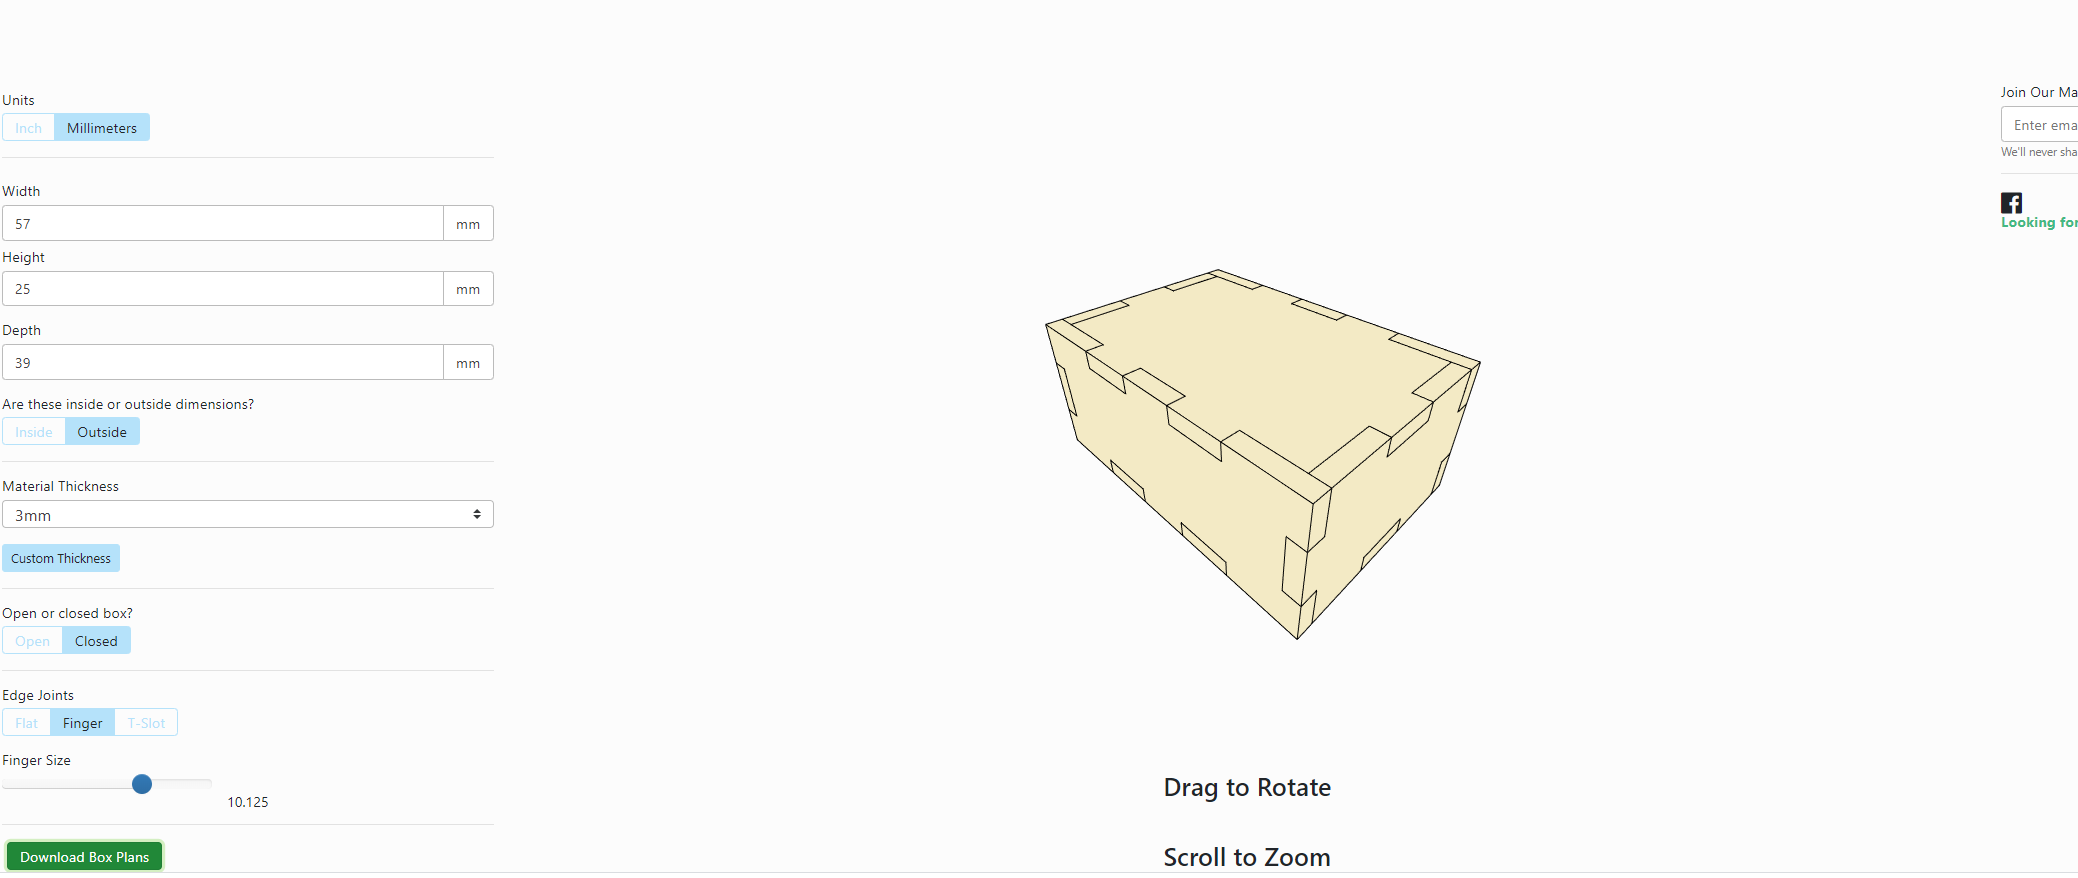 Units
Inch Millimeters
Width
57 mm
Height
25 mm
Depth
39 mm
Are these inside or outside dimensions?
Inside Outside
Material Thickness
3mm
Custom Thickness
Open or closed box?
Open Closed
Edge Joints
Flat Finger T-Slot
Finger Size
10.125
Download Box Plans
Drag to Rotate
Scroll to Zoom
Join Our Ma
Enter ema
We'll never sha
Looking for